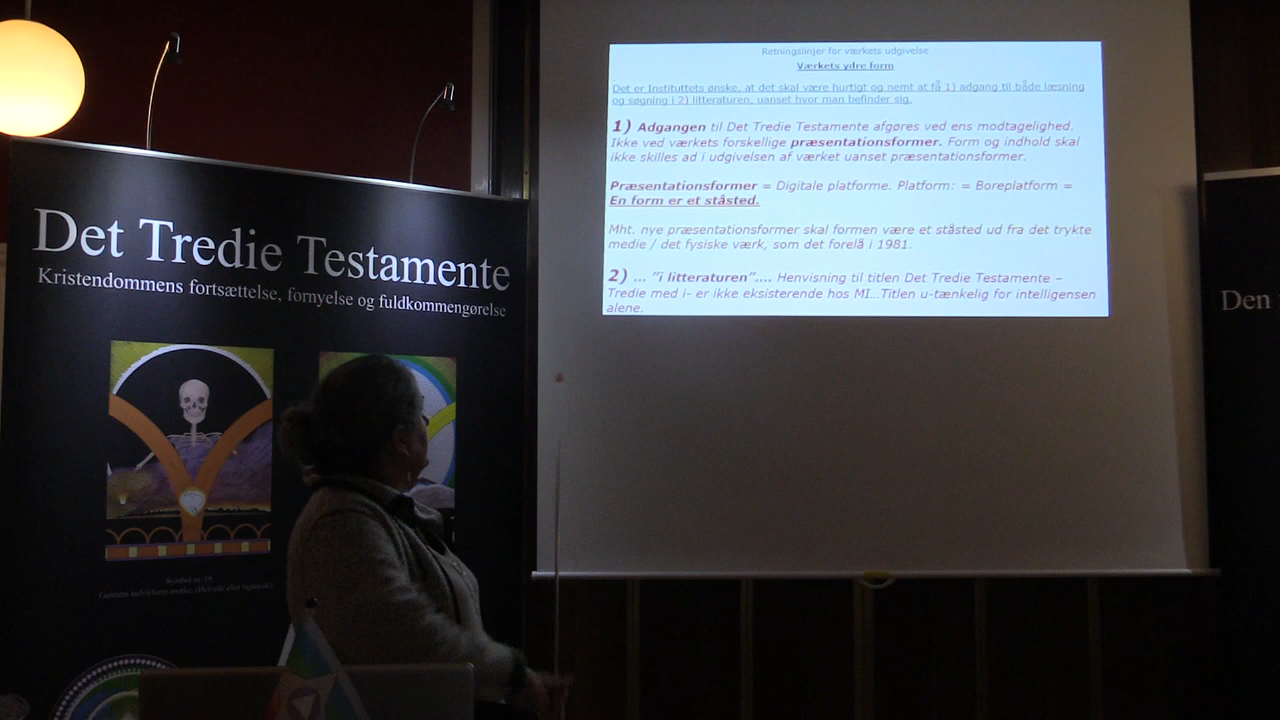 Det Tredie Testamente
Kristendommens fortsættelse, fornyelse og fuldkommengørelse
Symbol nr. 19
Retningslinjer for værkets udgivelse
Værkets ydre form
Det er Instituttets ønske, at det skal være hurtigt og nemt at få 1) adgang til både læsning
og søgning i 2) litteraturen, uanset hvor man befinder sig.
1) Adgangen til Det Tredie Testamente afgøres ved ens modtagelighed.
Ikke ved værkets forskellige præsentationsformer. Form og indhold skal
ikke skilles ad i udgivelsen af værket uanset præsentationsformer.
Præsentationsformer = Digitale platforme. Platform: = Boreplatform =
En form er et ståsted.
Mht. nye præsentationsformer skal formen være et ståsted ud fra det trykte
medie / det fysiske værk, som det forelå i 1981.
2) ... ”i litteraturen”.... Henvisning til titlen Det Tredie Testamente –
Tredie med i- er ikke eksisterende hos MI...Titlen u-tænkelig for intelligensen
alene.
Den